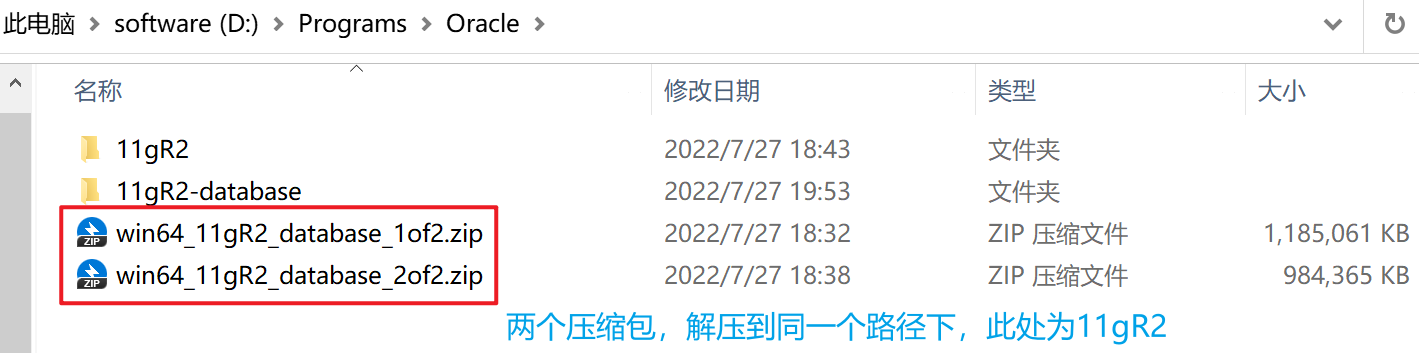 此电脑 > software (D:) > Programs > Oracle >
名称 修改日期 类型 大小
11gR2 2022/7/27 18:43 文件夹
11gR2-database 2022/7/27 19:53 文件夹
win64_11gR2_database_1of2.zip 2022/7/27 18:32 ZIP 压缩文件 1,185,061 KB
win64_11gR2_database_2of2.zip 2022/7/27 18:38 ZIP 压缩文件 984,365 KB
两个压缩包，解压到同一个路径下，此处为11gR2